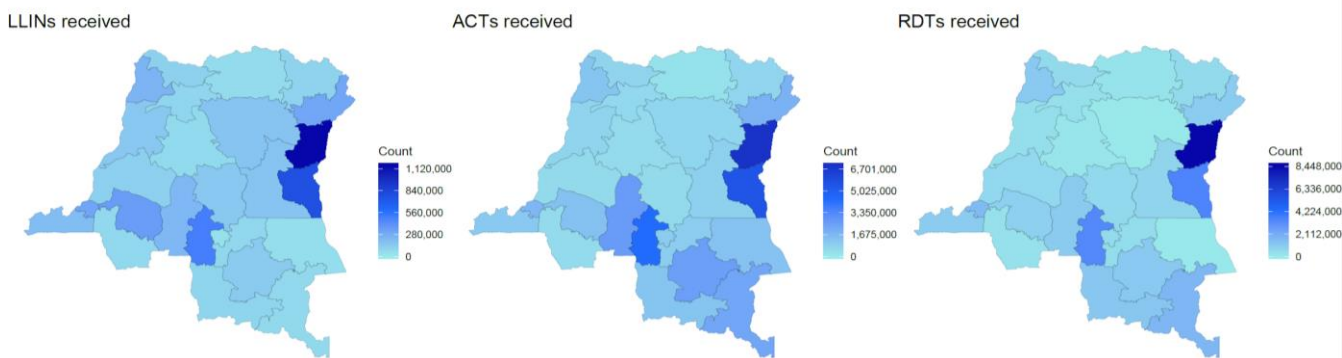 LLINs received
Count
1,120,000
840,000
560,000
280,000
0
ACTs received
Count
6,701,000
5,025,000
3,350,000
1,675,000
0
RDTs received
Count
8,448,000
6,336,000
4,224,000
2,112,000
0